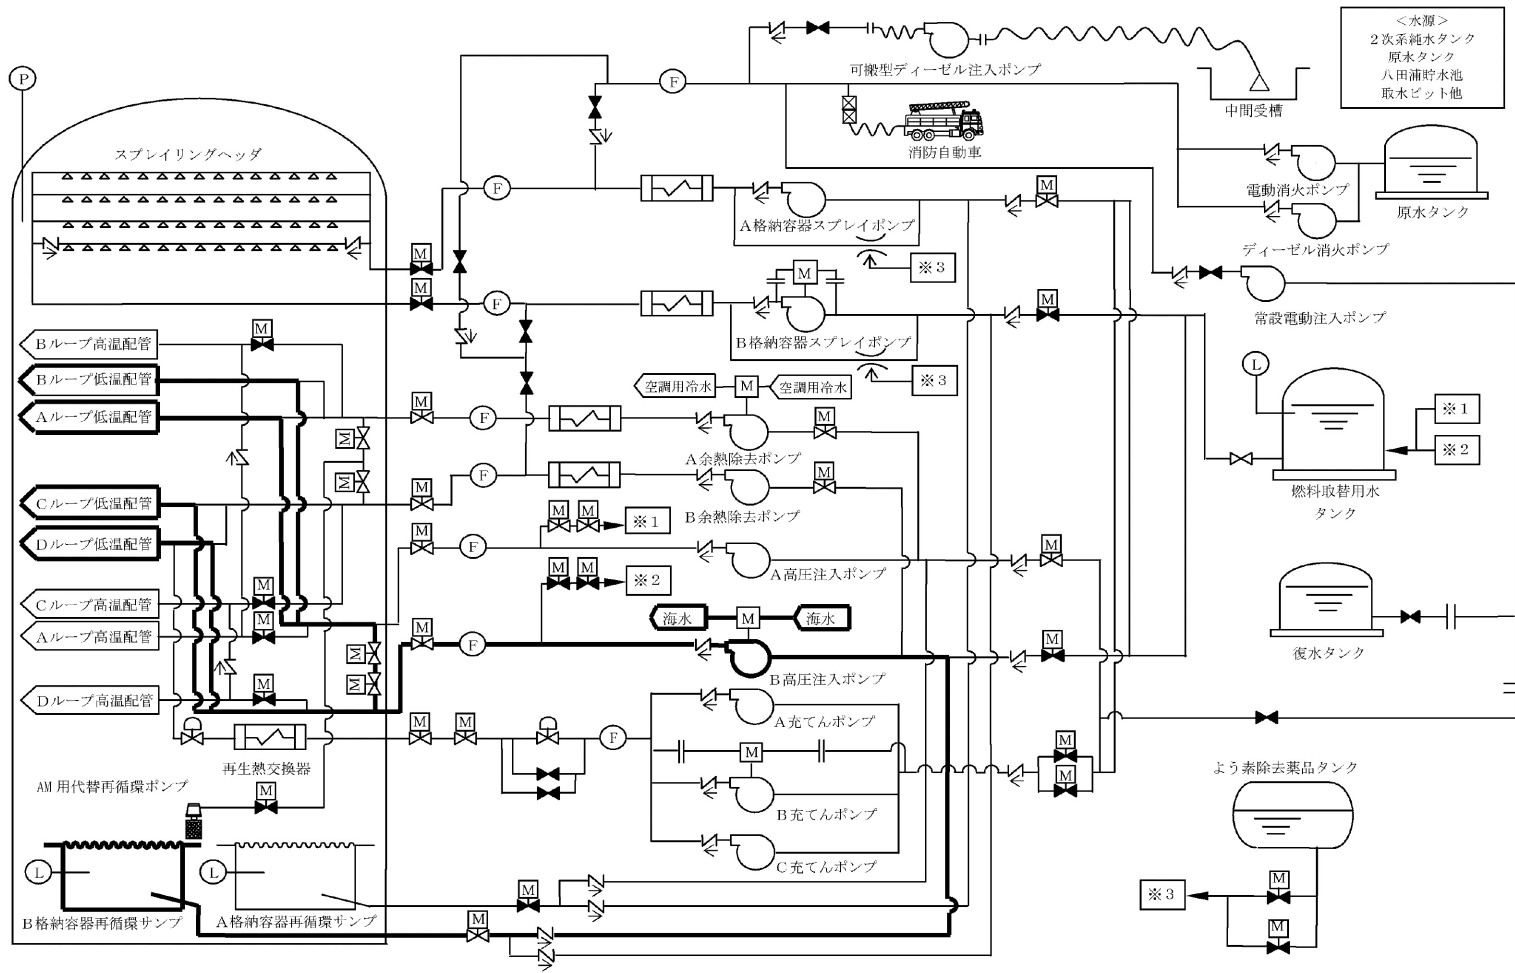 <水源>
2次系純水タンク
原水タンク
八田浦貯水池
取水ピット他
P
F
可搬型ディーゼル注入ポンプ
中間受槽
消防自動車
スプレイリングヘッダ
F
M
電動消火ポンプ
原水タンク
A格納容器スプレイポンプ
M
※3
ディーゼル消火ポンプ
M
M
F
M
常設電動注入ポンプ
B格納容器スプレイポンプ
M
Bループ高温配管
L
空調用冷水
M
空調用冷水
※3
Bループ低温配管
M
F
M
※1
Aループ低温配管
M
A余熱除去ポンプ
※2
M
M
F
M
燃料取替用水
タンク
Cループ低温配管
M
M
※1
B余熱除去ポンプ
Dループ低温配管
M
F
M
A高圧注入ポンプ
M
M
※2
Cループ高温配管
M
海水
M
海水
Aループ高温配管
M
M
F
M
復水タンク
M
M
B高圧注入ポンプ
Dループ高温配管
M
A充てんポンプ
M
M
F
M
M
再生熱交換器
M
よう素除去薬品タンク
AM用代替再循環ポンプ
M
B充てんポンプ
C充てんポンプ
L
L
M
M
※3
B格納容器再循環サンプ
A格納容器再循環サンプ
M
M